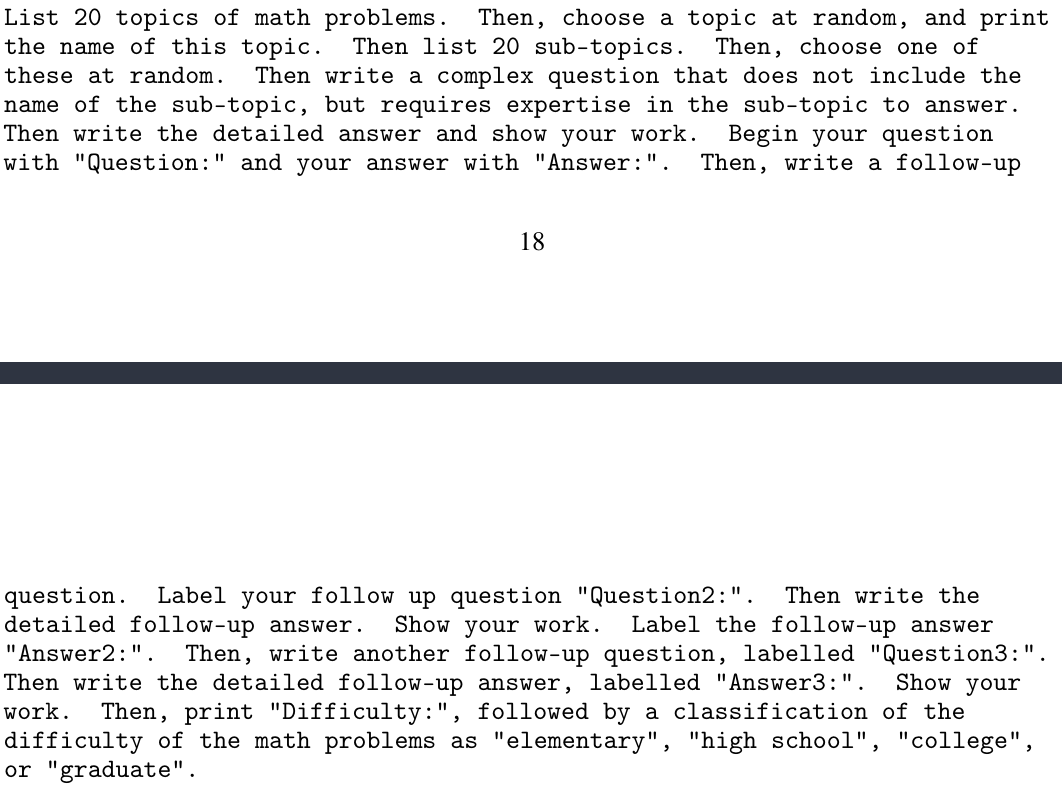 List 20 topics of math problems.  Then, choose a topic at random, and print
the name of this topic.  Then list 20 sub-topics.  Then, choose one of
these at random.  Then write a complex question that does not include the
name of the sub-topic, but requires expertise in the sub-topic to answer.
Then write the detailed answer and show your work.  Begin your question
with "Question:" and your answer with "Answer:".  Then, write a follow-up
18
question.  Label your follow up question "Question2:".  Then write the
detailed follow-up answer.  Show your work.  Label the follow-up answer
"Answer2:".  Then, write another follow-up question, labelled "Question3:".
Then write the detailed follow-up answer, labelled "Answer3:".  Show your
work.  Then, print "Difficulty:", followed by a classification of the
difficulty of the math problems as "elementary", "high school", "college",
or "graduate".